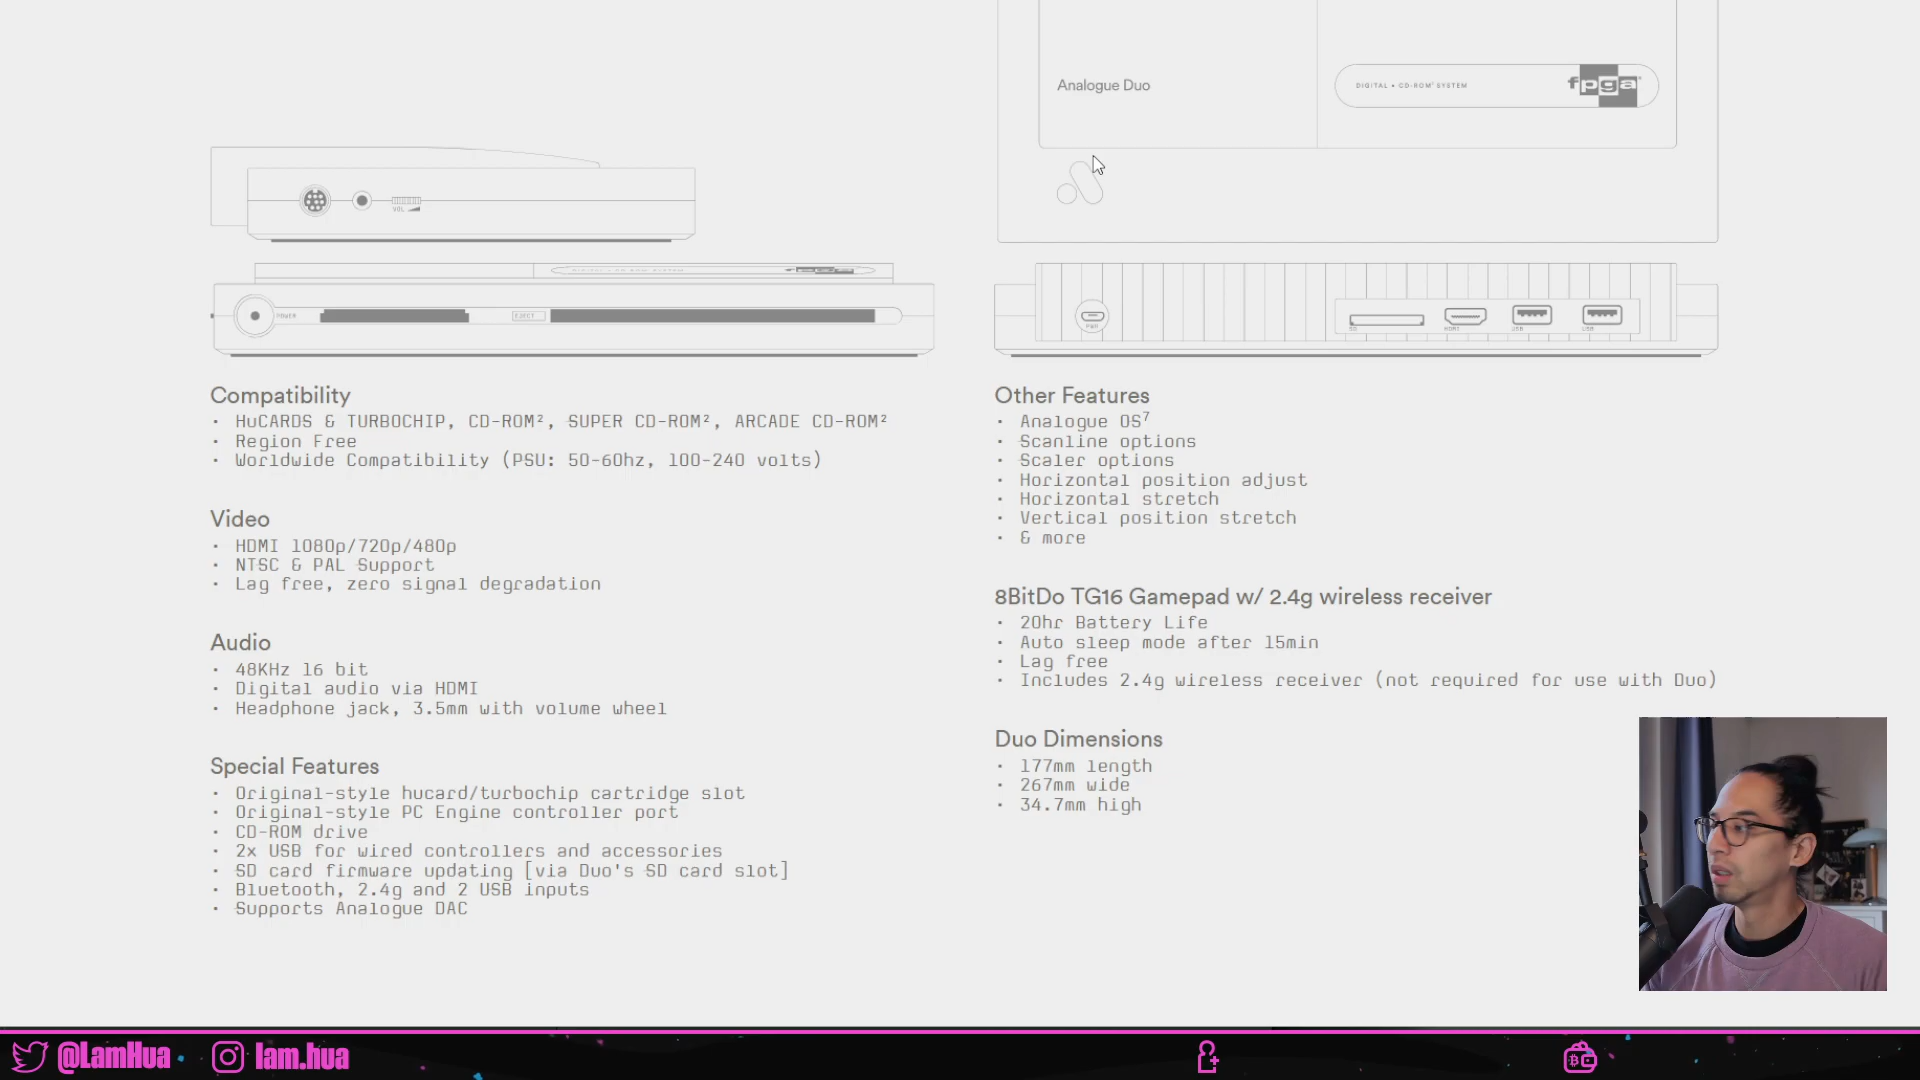 Analogue Duo
DIGITAL + CD-ROM² SYSTEM
fpga
VOL
POWER
EJECT
PWR
SD
HDMI
USB
USB
Compatibility
· HuCARDS & TURBOCHIP, CD-ROM², SUPER CD-ROM², ARCADE CD-ROM²
· Region Free
· Worldwide Compatibility (PSU: 50-60hz, 100-240 volts)
Video
· HDMI 1080p/720p/480p
· NTSC & PAL Support
· Lag free, zero signal degradation
Audio
· 48KHz 16 bit
· Digital audio via HDMI
· Headphone jack, 3.5mm with volume wheel
Special Features
· Original-style hucard/turbochip cartridge slot
· Original-style PC Engine controller port
· CD-ROM drive
· 2x USB for wired controllers and accessories
· SD card firmware updating [via Duo's SD card slot]
· Bluetooth, 2.4g and 2 USB inputs
· Supports Analogue DAC
Other Features
· Analogue OS⁷
· Scanline options
· Scaler options
· Horizontal position adjust
· Horizontal stretch
· Vertical position stretch
· & more
8BitDo TG16 Gamepad w/ 2.4g wireless receiver
· 20hr Battery Life
· Auto sleep mode after 15min
· Lag free
· Includes 2.4g wireless receiver (not required for use with Duo)
Duo Dimensions
· 177mm length
· 267mm wide
· 34.7mm high
@LamHua
lam.hua